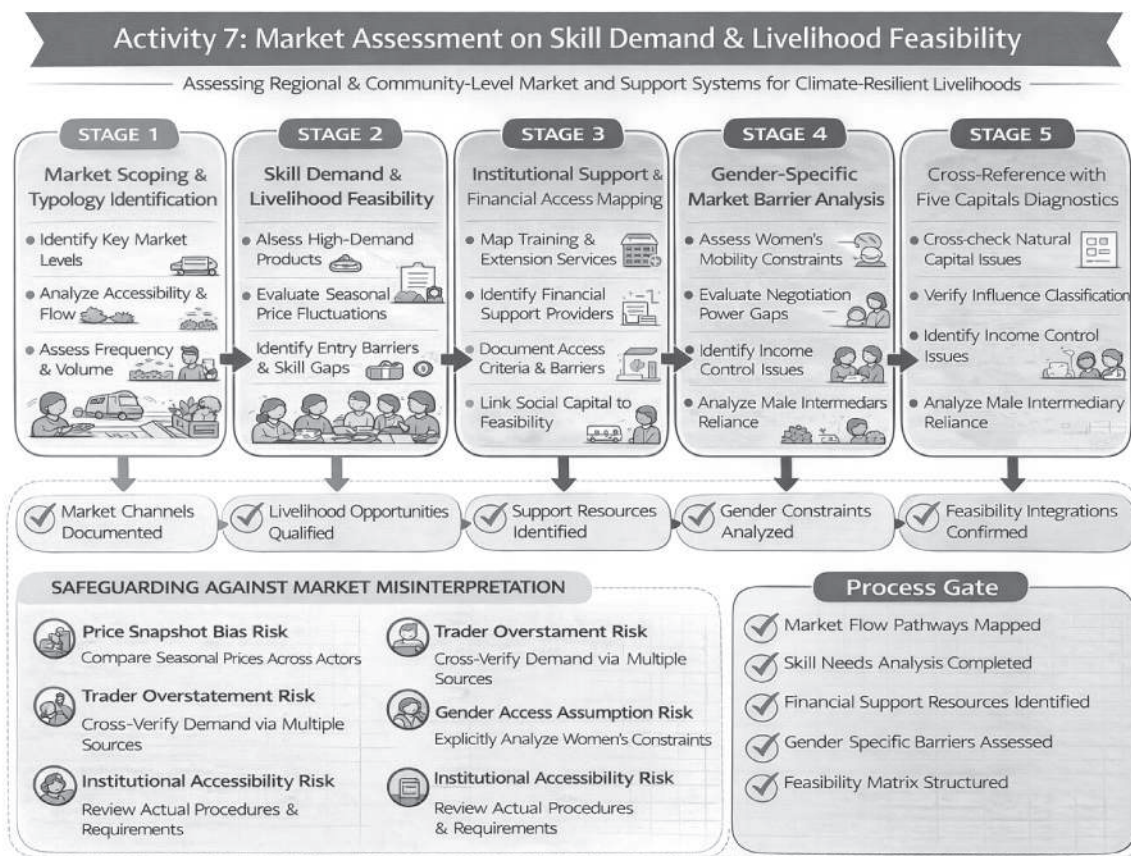 Activity 7: Market Assessment on Skill Demand & Livelihood Feasibility
Assessing Regional & Community-Level Market and Support Systems for Climate-Resilient Livelihoods
STAGE 1
Market Scoping &
Typology Identification
Identify Key Market
Levels
Analyze Accessibility &
Flow
Assess Frequency
& Volume
STAGE 2
Skill Demand &
Livelihood Feasibility
Alsess High-Demand
Products
Evaluate Seasonal
Price Fluctuations
Identify Entry Barriers
& Skill Gaps
STAGE 3
Institutional Support &
Financial Access Mapping
Map Training &
Extension Services
Identify Financial
Support Providers
Document Access
Criteria & Barriers
Link Social Capital to
Feasibility
STAGE 4
Gender-Specific
Market Barrier Analysis
Assess Women's
Mobility Constraints
Evaluate Negotiation
Power Gaps
Identify Income
Control Issues
Analyze Male Intermediars
Reliance
STAGE 5
Cross-Reference with
Five Capitals Diagnostics
Cross-check Natural
Capital Issues
Verify Influence Classification
Identify Income Control
Issues
Analyze Male Intermediary
Reliance
Market Channels
Documented
Livelihood Opportunities
Qualified
Support Resources
Identified
Gender Constraints
Analyzed
Feasibility Integrations
Confirmed
SAFEGUARDING AGAINST MARKET MISINTERPRETATION
Price Snapshot Bias Risk
Compare Seasonal Prices Across Actors
Trader Overstatement Risk
Cross-Verify Demand via Multiple
Sources
Institutional Accessibility Risk
Review Actual Procedures &
Requirements
Trader Overstament Risk
Cross-Verify Demand via Multiple
Sources
Gender Access Assumption Risk
Explicitly Analyze Women's Constraints
Institutional Accessibility Risk
Review Actual Procedures
& Requirements
Process Gate
Market Flow Pathways Mapped
Skill Needs Analysis Completed
Financial Support Resources Identified
Gender Specific Barriers Assessed
Feasibility Matrix Structured